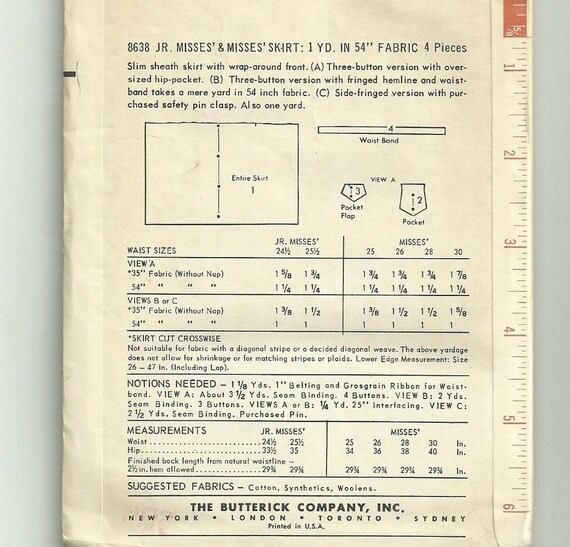 8638 JR. MISSES' & MISSES' SKIRT: 1 YD. IN 54" FABRIC 4 Pieces
Slim sheath skirt with wrap-around front. (A) Three-button version with over-
sized hip-pocket. (B) Three-button version with fringed hemline and waist-
band takes a mere yard in 54 inch fabric. (C) Side-fringed version with pur-
chased safety pin clasp. Also one yard.
4
Waist Band
Entire Skirt
1
VIEW A
3
Pocket
Flap
2
Pocket
JR. MISSES' MISSES'
WAIST SIZES 24½ 25½ 25 26 28 30
VIEW A
*35" Fabric (Without Nap) 1 5/8 1 3/4 1 3/4 1 3/4 1 3/4 1 7/8
54" " " " 1 1/4 1 1/4 1 1/4 1 1/4 1 1/4 1 1/4
VIEWS B or C
*35" Fabric (Without Nap) 1 3/8 1 1/2 1 3/8 1 1/2 1 1/2 1 5/8
54" " " " 1 1 1 1 1 1
*SKIRT CUT CROSSWISE
Not suitable for fabric with a diagonal stripe or a decided diagonal weave. The above yardage
does not allow for shrinkage or for matching stripes or plaids. Lower Edge Measurement: Size
26 – 47 In. (Including Lap).
NOTIONS NEEDED – 1 1/8 Yds. 1" Belting and Grosgrain Ribbon for Waist-
band. VIEW A: About 3 1/2 Yds. Seam Binding. 4 Buttons. VIEW B: 2 Yds.
Seam Binding. 3 Buttons. VIEWS A or B: 1/4 Yd. 25" Interfacing. VIEW C:
2 1/2 Yds. Seam Binding. Purchased Pin.
MEASUREMENTS JR. MISSES' MISSES'
Waist 24½ 25½ 25 26 28 30 In.
Hip 33½ 35 34 36 38 40 In.
Finished back length from natural waistline –
2½ in. hem allowed 29¾ 29¾ 29¾ 29¾ 29¾ 29¾ In.
SUGGESTED FABRICS – Cotton, Synthetics, Woolens.
THE BUTTERICK COMPANY, INC.
NEW YORK • LONDON • TORONTO • SYDNEY
Printed in U.S.A.
1
2
3
4
5
6